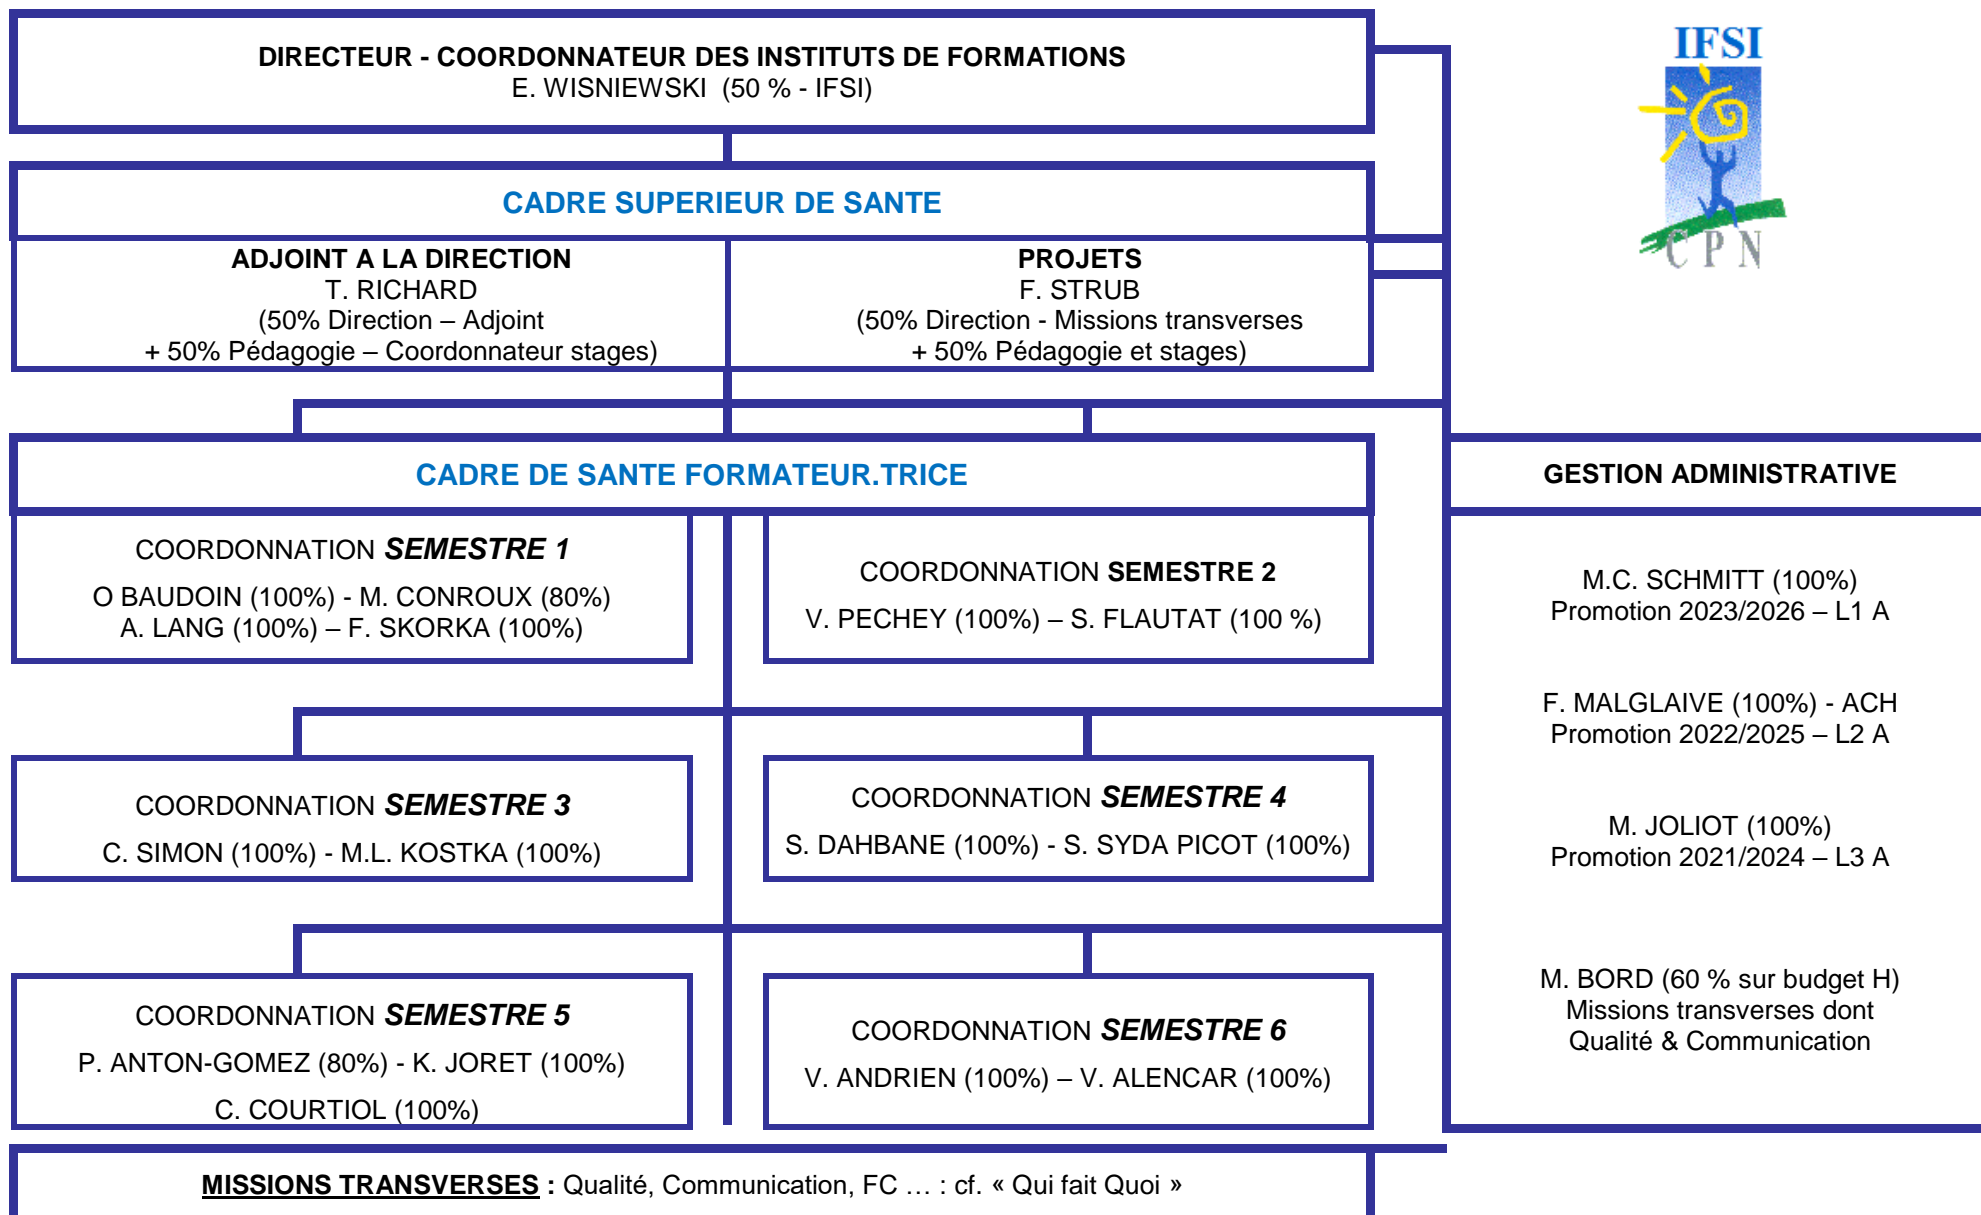 DIRECTEUR - COORDONNATEUR DES INSTITUTS DE FORMATIONS
E. WISNIEWSKI (50 % - IFSI)
IFSI
CPN
CADRE SUPERIEUR DE SANTE
ADJOINT A LA DIRECTION
T. RICHARD
(50% Direction – Adjoint
+ 50% Pédagogie – Coordonnateur stages)
PROJETS
F. STRUB
(50% Direction - Missions transverses
+ 50% Pédagogie et stages)
CADRE DE SANTE FORMATEUR.TRICE
COORDONNATION SEMESTRE 1
O BAUDOIN (100%) - M. CONROUX (80%)
A. LANG (100%) – F. SKORKA (100%)
COORDONNATION SEMESTRE 2
V. PECHEY (100%) – S. FLAUTAT (100 %)
COORDONNATION SEMESTRE 3
C. SIMON (100%) - M.L. KOSTKA (100%)
COORDONNATION SEMESTRE 4
S. DAHBANE (100%) - S. SYDA PICOT (100%)
COORDONNATION SEMESTRE 5
P. ANTON-GOMEZ (80%) - K. JORET (100%)
C. COURTIOL (100%)
COORDONNATION SEMESTRE 6
V. ANDRIEN (100%) – V. ALENCAR (100%)
GESTION ADMINISTRATIVE
M.C. SCHMITT (100%)
Promotion 2023/2026 – L1 A
F. MALGLAIVE (100%) - ACH
Promotion 2022/2025 – L2 A
M. JOLIOT (100%)
Promotion 2021/2024 – L3 A
M. BORD (60 % sur budget H)
Missions transverses dont
Qualité & Communication
MISSIONS TRANSVERSES : Qualité, Communication, FC … : cf. « Qui fait Quoi »